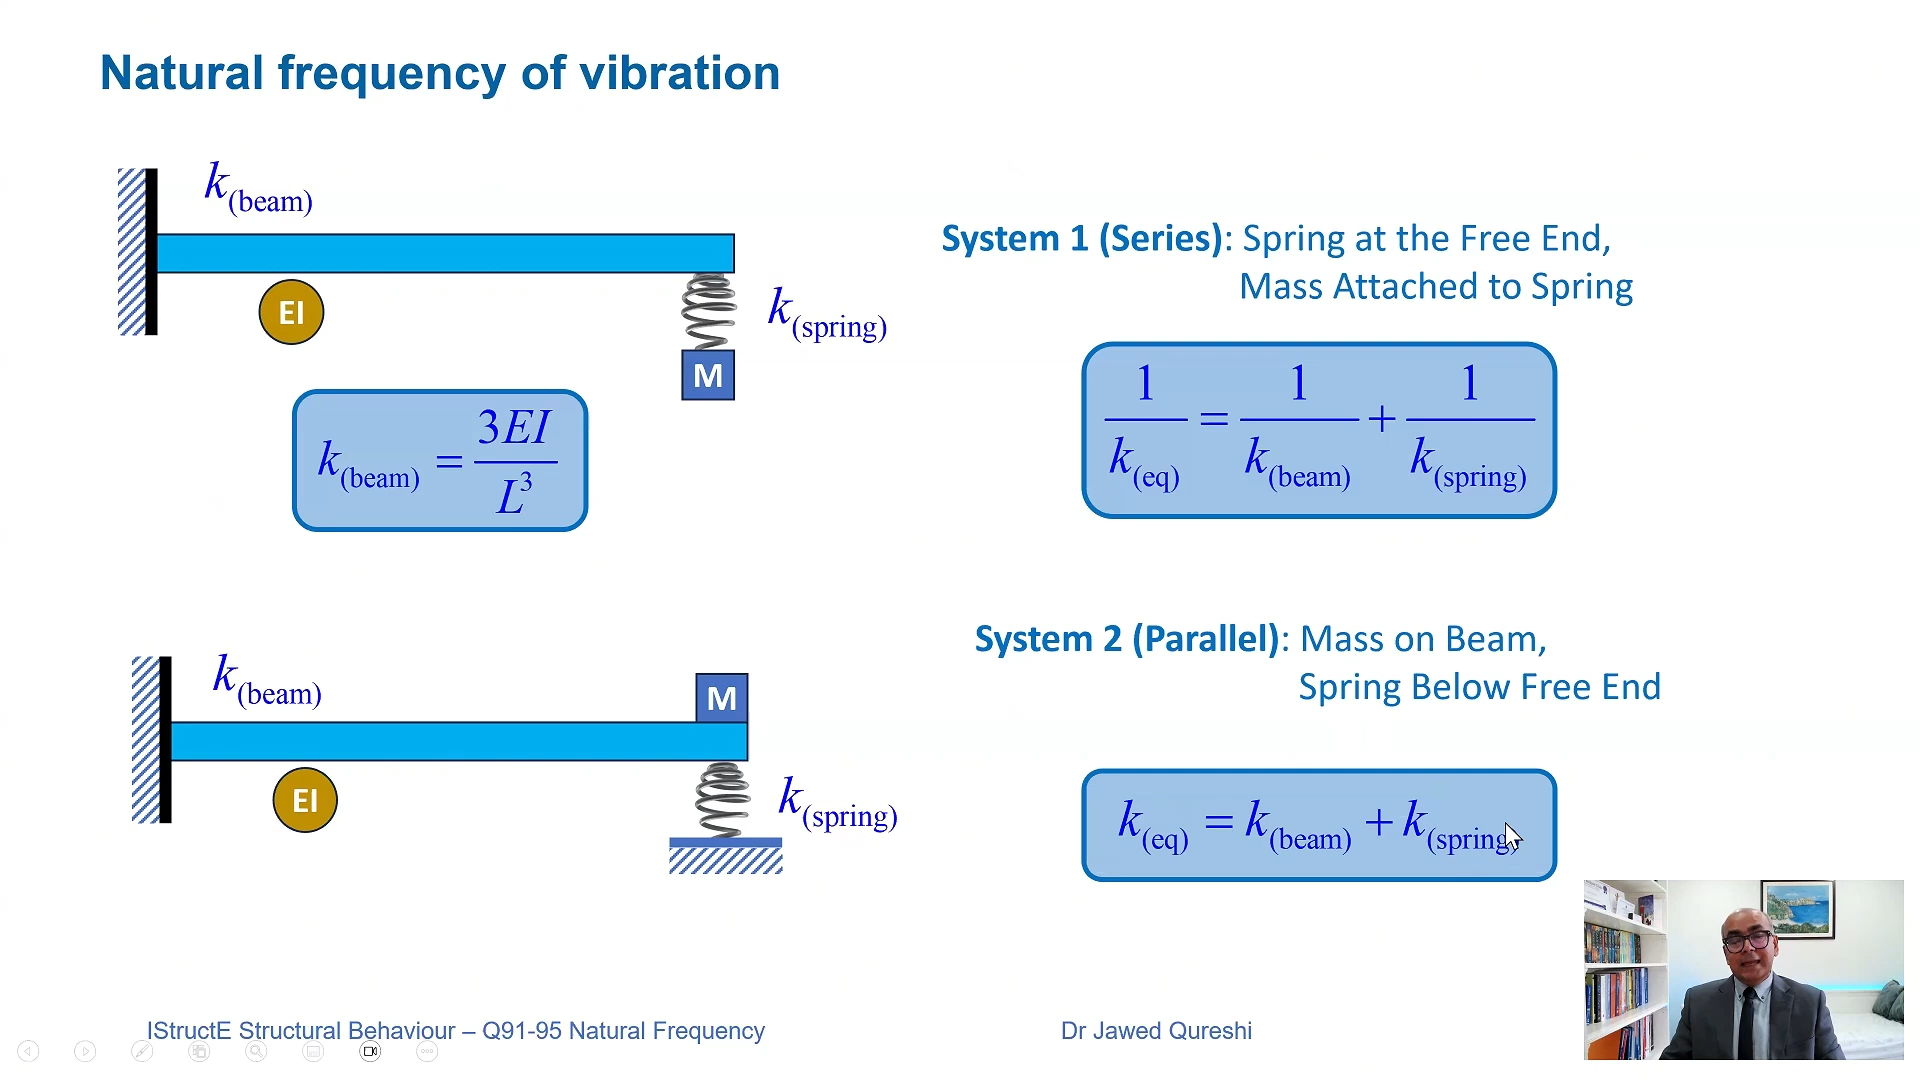 Natural frequency of vibration
k(beam)
EI
k(spring)
M
k(beam) = 3EI / L³
System 1 (Series): Spring at the Free End,
Mass Attached to Spring
1 / k(eq) = 1 / k(beam) + 1 / k(spring)
k(beam)
M
EI
k(spring)
System 2 (Parallel): Mass on Beam,
Spring Below Free End
k(eq) = k(beam) + k(spring)
IStructE Structural Behaviour – Q91-95 Natural Frequency
Dr Jawed Qureshi